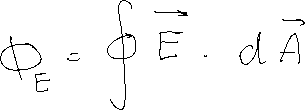 ϕ_E = ∮ E⃗ · dA⃗